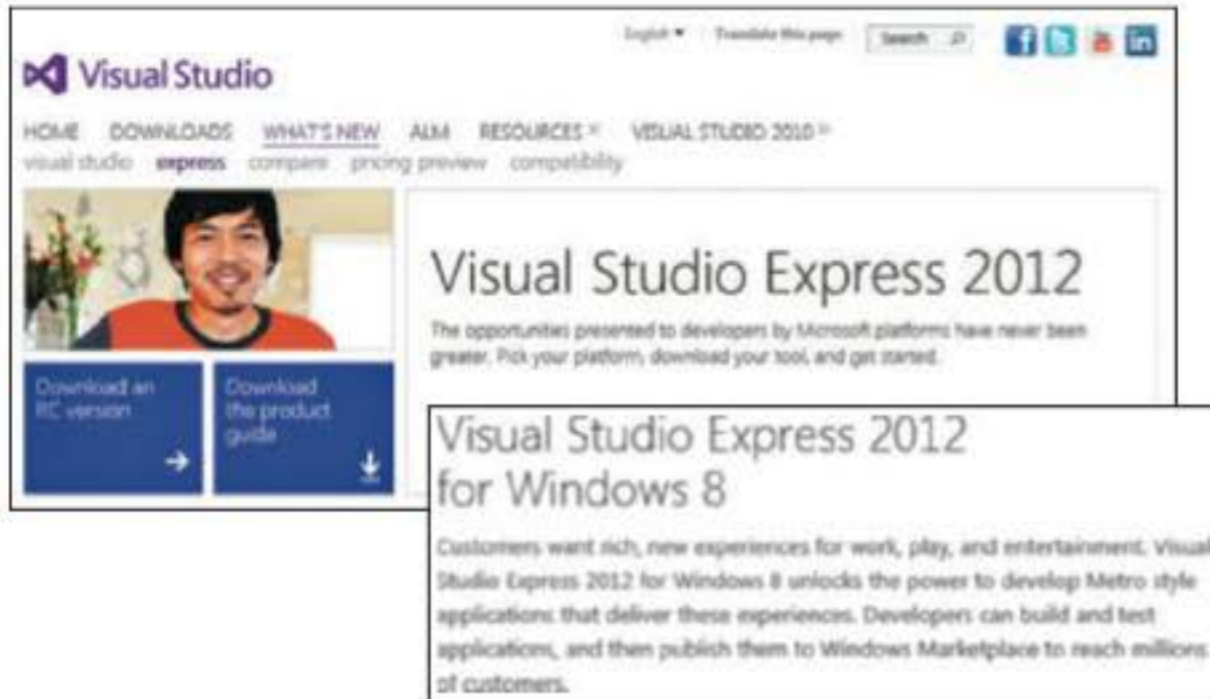 English
Translate this page
Search
Visual Studio
HOME DOWNLOADS WHAT'S NEW ALM RESOURCES VISUAL STUDIO 2010
visual studio express compare pricing preview compatibility
Visual Studio Express 2012
The opportunities presented to developers by Microsoft platforms have never been
greater. Pick your platform, download your tool, and get started.
Download an
RC version
Download
the product
guide
Visual Studio Express 2012
for Windows 8
Customers want rich, new experiences for work, play, and entertainment. Visual
Studio Express 2012 for Windows 8 unlocks the power to develop Metro style
applications that deliver these experiences. Developers can build and test
applications, and then publish them to Windows Marketplace to reach millions
of customers.